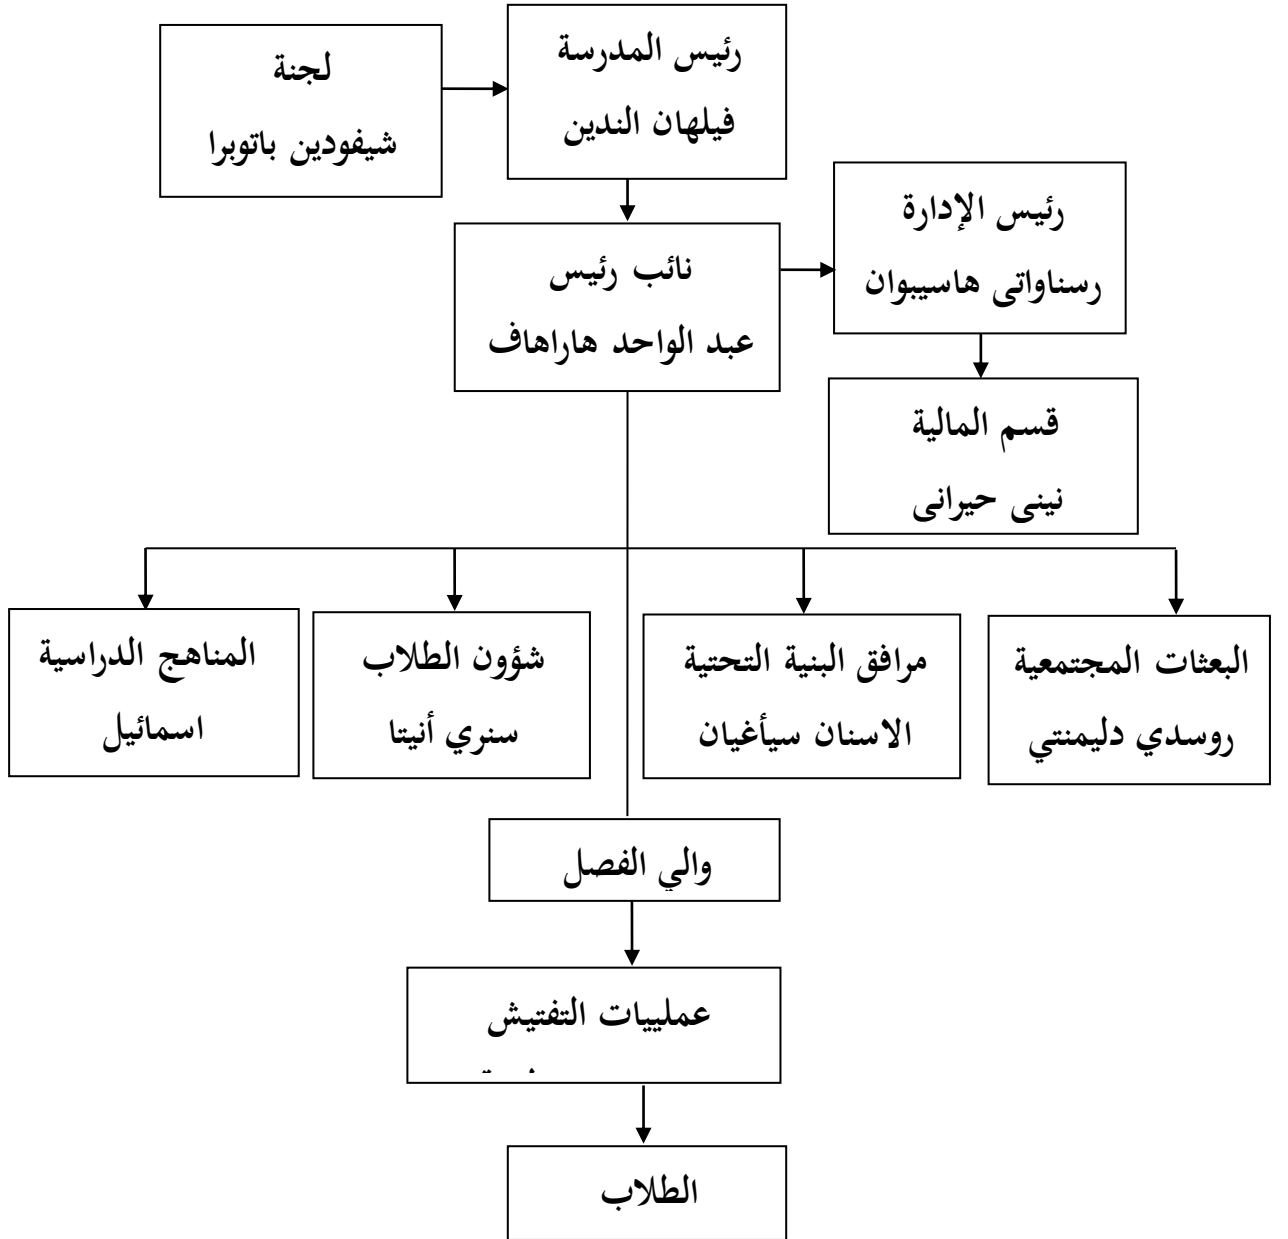 رئيس المدرسة
فيلهان الندين
لجنة
شيفودين باتوبرا
رئيس الإدارة
رسناواتى هاسيبوان
نائب رئيس
عبد الواحد هاراهاف
قسم المالية
نينى حيرانى
البعثات المجتمعية
روسدي دليمنتي
مرافق البنية التحتية
الاسنان سيأغيان
شؤون الطلاب
سنري أنيتا
المناهج الدراسية
اسمائيل
والي الفصل
عملييات التفتيش
الطلاب